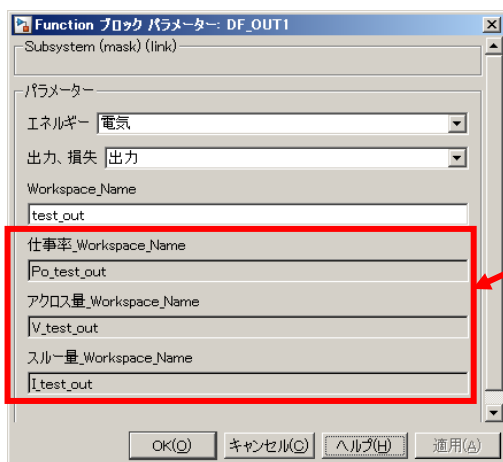 Function ブロック パラメーター: DF_OUT1
Subsystem (mask) (link)
パラメーター
エネルギー 電気
出力、損失 出力
Workspace_Name
test_out
仕事率_Workspace_Name
Po_test_out
アクロス量_Workspace_Name
V_test_out
スルー量_Workspace_Name
I_test_out
OK(O) キャンセル(C) ヘルプ(H) 適用(A)